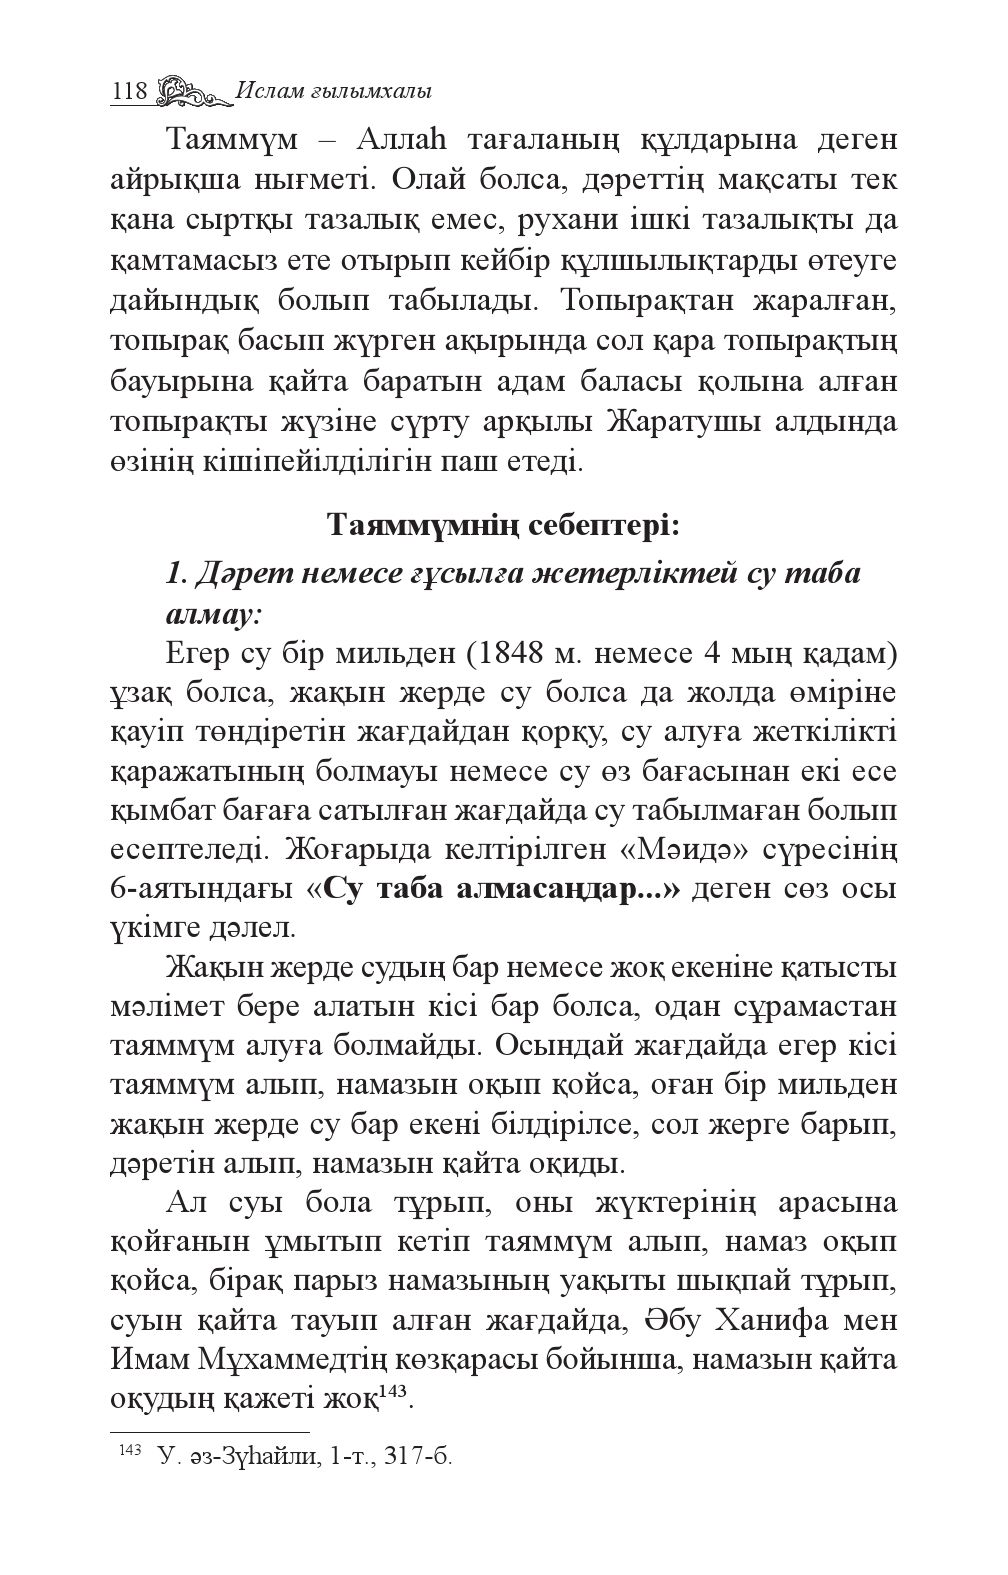 118 Ислам ғылымхалы
Таяммүм – Аллаһ тағаланың құлдарына деген
айрықша нығметі. Олай болса, дәреттің мақсаты тек
қана сыртқы тазалық емес, рухани ішкі тазалықты да
қамтамасыз ете отырып кейбір құлшылықтарды өтеуге
дайындық болып табылады. Топырақтан жаралған,
топырақ басып жүрген ақырында сол қара топырақтың
бауырына қайта баратын адам баласы қолына алған
топырақты жүзіне сүрту арқылы Жаратушы алдында
өзінің кішіпейілділігін паш етеді.
Таяммүмнің себептері:
1. Дәрет немесе ғұсылға жетерліктей су таба
алмау:
Егер су бір мильден (1848 м. немесе 4 мың қадам)
ұзақ болса, жақын жерде су болса да жолда өміріне
қауіп төндіретін жағдайдан қорқу, су алуға жеткілікті
қаражатының болмауы немесе су өз бағасынан екі есе
қымбат бағаға сатылған жағдайда су табылмаған болып
есептеледі. Жоғарыда келтірілген «Мәидә» сүресінің
6-аятындағы «Су таба алмасаңдар...» деген сөз осы
үкімге дәлел.
Жақын жерде судың бар немесе жоқ екеніне қатысты
мәлімет бере алатын кісі бар болса, одан сұрамастан
таяммүм алуға болмайды. Осындай жағдайда егер кісі
таяммүм алып, намазын оқып қойса, оған бір мильден
жақын жерде су бар екені білдірілсе, сол жерге барып,
дәретін алып, намазын қайта оқиды.
Ал суы бола тұрып, оны жүктерінің арасына
қойғанын ұмытып кетіп таяммүм алып, намаз оқып
қойса, бірақ парыз намазының уақыты шықпай тұрып,
суын қайта тауып алған жағдайда, Әбу Ханифа мен
Имам Мұхаммедтің көзқарасы бойынша, намазын қайта
оқудың қажеті жоқ¹⁴³.
¹⁴³ У. әз-Зүһайли, 1-т., 317-б.